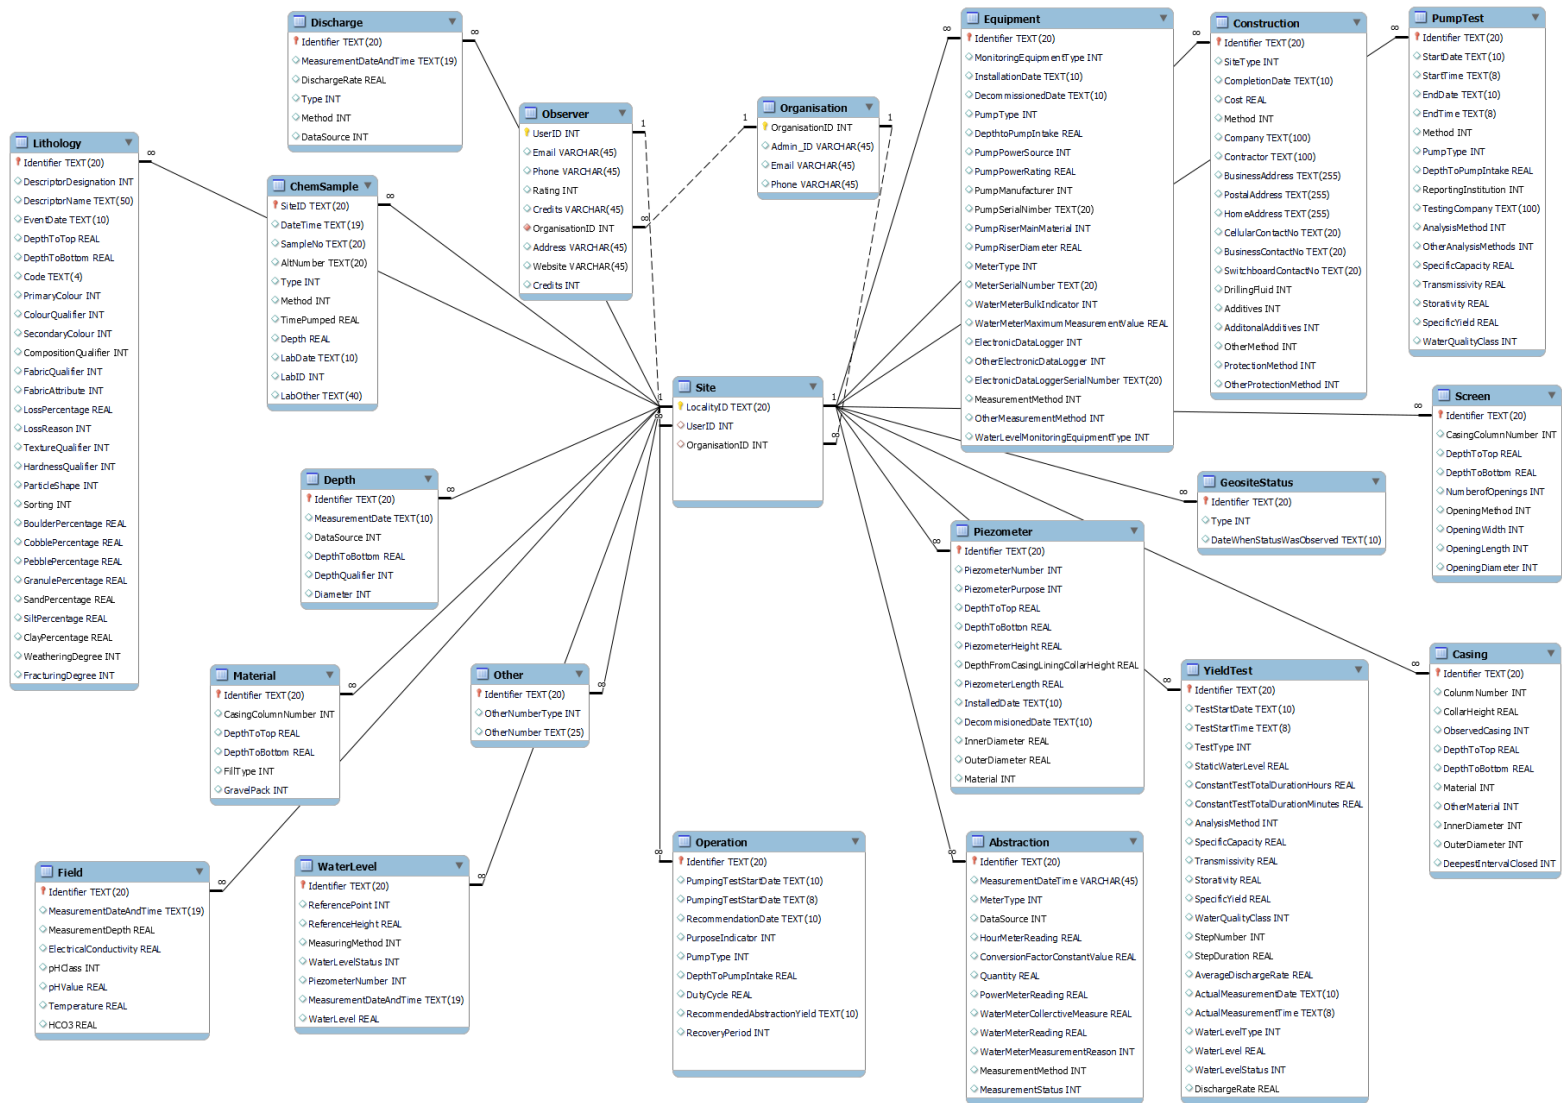 Discharge
Identifier TEXT(20)
MeasurementDateAndTime TEXT(19)
DischargeRate REAL
Type INT
Method INT
DataSource INT
∞
Observer
UserID INT
Email VARCHAR(45)
Phone VARCHAR(45)
Rating INT
Credits VARCHAR(45)
OrganisationID INT
Address VARCHAR(45)
Website VARCHAR(45)
Credits INT
1
∞
Organisation
OrganisationID INT
Admin_ID VARCHAR(45)
Email VARCHAR(45)
Phone VARCHAR(45)
1
1
Equipment
Identifier TEXT(20)
MonitoringEquipmentType INT
InstallationDate TEXT(10)
DecommissionedDate TEXT(10)
PumpType INT
DepthtoPumpIntake REAL
PumpPowerSource INT
PumpPowerRating REAL
PumpManufacturer INT
PumpSerialNimber TEXT(20)
PumpRiserMainMaterial INT
PumpRiserDiameter REAL
MeterType INT
MeterSerialNumber TEXT(20)
WaterMeterBulkIndicator INT
WaterMeterMaximumMeasurementValue REAL
ElectronicDataLogger INT
OtherElectronicDataLogger INT
ElectronicDataLoggerSerialNumber TEXT(20)
MeasurementMethod INT
OtherMeasurementMethod INT
WaterLevelMonitoringEquipmentType INT
∞
Construction
Identifier TEXT(20)
SiteType INT
CompletionDate TEXT(10)
Cost REAL
Method INT
Company TEXT(100)
Contractor TEXT(100)
BusinessAddress TEXT(255)
PostalAddress TEXT(255)
HomeAddress TEXT(255)
CellularContactNo TEXT(20)
BusinessContactNo TEXT(20)
SwitchboardContactNo TEXT(20)
DrillingFluid INT
Additives INT
AdditonalAdditives INT
OtherMethod INT
ProtectionMethod INT
OtherProtectionMethod INT
∞
PumpTest
Identifier TEXT(20)
StartDate TEXT(10)
StartTime TEXT(8)
EndDate TEXT(10)
EndTime TEXT(8)
Method INT
PumpType INT
DepthToPumpIntake REAL
ReportingInstitution INT
TestingCompany TEXT(100)
AnalysisMethod INT
OtherAnalysisMethods INT
SpecificCapacity REAL
Transmissivity REAL
Storativity REAL
SpecificYield REAL
WaterQualityClass INT
∞
Lithology
Identifier TEXT(20)
DescriptorDesignation INT
DescriptorName TEXT(50)
EventDate TEXT(10)
DepthToTop REAL
DepthToBottom REAL
Code TEXT(4)
PrimaryColour INT
ColourQualifier INT
SecondaryColour INT
CompositionQualifier INT
FabricQualifier INT
FabricAttribute INT
LossPercentage REAL
LossReason INT
TextureQualifier INT
HardnessQualifier INT
ParticleShape INT
Sorting INT
BoulderPercentage REAL
CobblePercentage REAL
PebblePercentage REAL
GranulePercentage REAL
SandPercentage REAL
SiltPercentage REAL
ClayPercentage REAL
WeatheringDegree INT
FracturingDegree INT
∞
ChemSample
SiteID TEXT(20)
DateTime TEXT(19)
SampleNo TEXT(20)
AltNumber TEXT(20)
Type INT
Method INT
TimePumped REAL
Depth REAL
LabDate TEXT(10)
LabID INT
LabOther TEXT(40)
∞
Site
LocalityID TEXT(20)
UserID INT
OrganisationID INT
1
∞
1
∞
Screen
Identifier TEXT(20)
CasingColumnNumber INT
DepthToTop REAL
DepthToBottom REAL
NumberofOpenings INT
OpeningMethod INT
OpeningWidth INT
OpeningLength INT
OpeningDiameter INT
∞
Depth
Identifier TEXT(20)
MeasurementDate TEXT(10)
DataSource INT
DepthToBottom REAL
DepthQualifier INT
Diameter INT
∞
GeositeStatus
Identifier TEXT(20)
Type INT
DateWhenStatusWasObserved TEXT(10)
∞
Piezometer
Identifier TEXT(20)
PiezometerNumber INT
PiezometerPurpose INT
DepthToTop REAL
DepthToBotton REAL
PiezometerHeight REAL
DepthFromCasingLiningCollarHeight REAL
PiezometerLength REAL
InstalledDate TEXT(10)
DecommisionedDate TEXT(10)
InnerDiameter REAL
OuterDiameter REAL
Material INT
∞
Material
Identifier TEXT(20)
CasingColumnNumber INT
DepthToTop REAL
DepthToBottom REAL
FillType INT
GravelPack INT
∞
Other
Identifier TEXT(20)
OtherNumberType INT
OtherNumber TEXT(25)
∞
YieldTest
Identifier TEXT(20)
TestStartDate TEXT(10)
TestStartTime TEXT(8)
TestType INT
StaticWaterLevel REAL
ConstantTestTotalDurationHours REAL
ConstantTestTotalDurationMinutes REAL
AnalysisMethod INT
SpecificCapacity REAL
Transmissivity REAL
Storativity REAL
SpecificYield REAL
WaterQualityClass INT
StepNumber INT
StepDuration REAL
AverageDischargeRate REAL
ActualMeasurementDate TEXT(10)
ActualMeasurementTime TEXT(8)
WaterLevelType INT
WaterLevel REAL
WaterLevelStatus INT
DischargeRate REAL
∞
Casing
Identifier TEXT(20)
ColunmNumber INT
CollarHeight REAL
ObservedCasing INT
DepthToTop REAL
DepthToBottom REAL
Material INT
OtherMaterial INT
InnerDiameter INT
OuterDiameter INT
DeepestIntervalClosed INT
∞
Field
Identifier TEXT(20)
MeasurementDateAndTime TEXT(19)
MeasurementDepth REAL
ElectricalConductivity REAL
pHClass INT
pHValue REAL
Temperature REAL
HCO3 REAL
∞
WaterLevel
Identifier TEXT(20)
ReferencePoint INT
ReferenceHeight REAL
MeasuringMethod INT
WaterLevelStatus INT
PiezometerNumber INT
MeasurementDateAndTime TEXT(19)
WaterLevel REAL
∞
Operation
Identifier TEXT(20)
PumpingTestStartDate TEXT(10)
PumpingTestStartDate TEXT(8)
RecommendationDate TEXT(10)
PurposeIndicator INT
PumpType INT
DepthToPumpIntake REAL
DutyCycle REAL
RecommendedAbstractionYield TEXT(10)
RecoveryPeriod INT
∞
Abstraction
Identifier TEXT(20)
MeasurementDateTime VARCHAR(45)
MeterType INT
DataSource INT
HourMeterReading REAL
ConversionFactorConstantValue REAL
Quantity REAL
PowerMeterReading REAL
WaterMeterCollerctiveMeasure REAL
WaterMeterReading REAL
WaterMeterMeasurementReason INT
MeasurementMethod INT
MeasurementStatus INT
∞